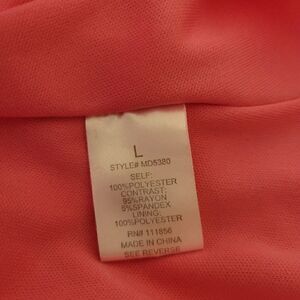 L
STYLE# MD5380
SELF:
100%POLYESTER
CONTRAST:
95%RAYON
5%SPANDEX
LINING:
100%POLYESTER
RN# 111856
MADE IN CHINA
SEE REVERSE